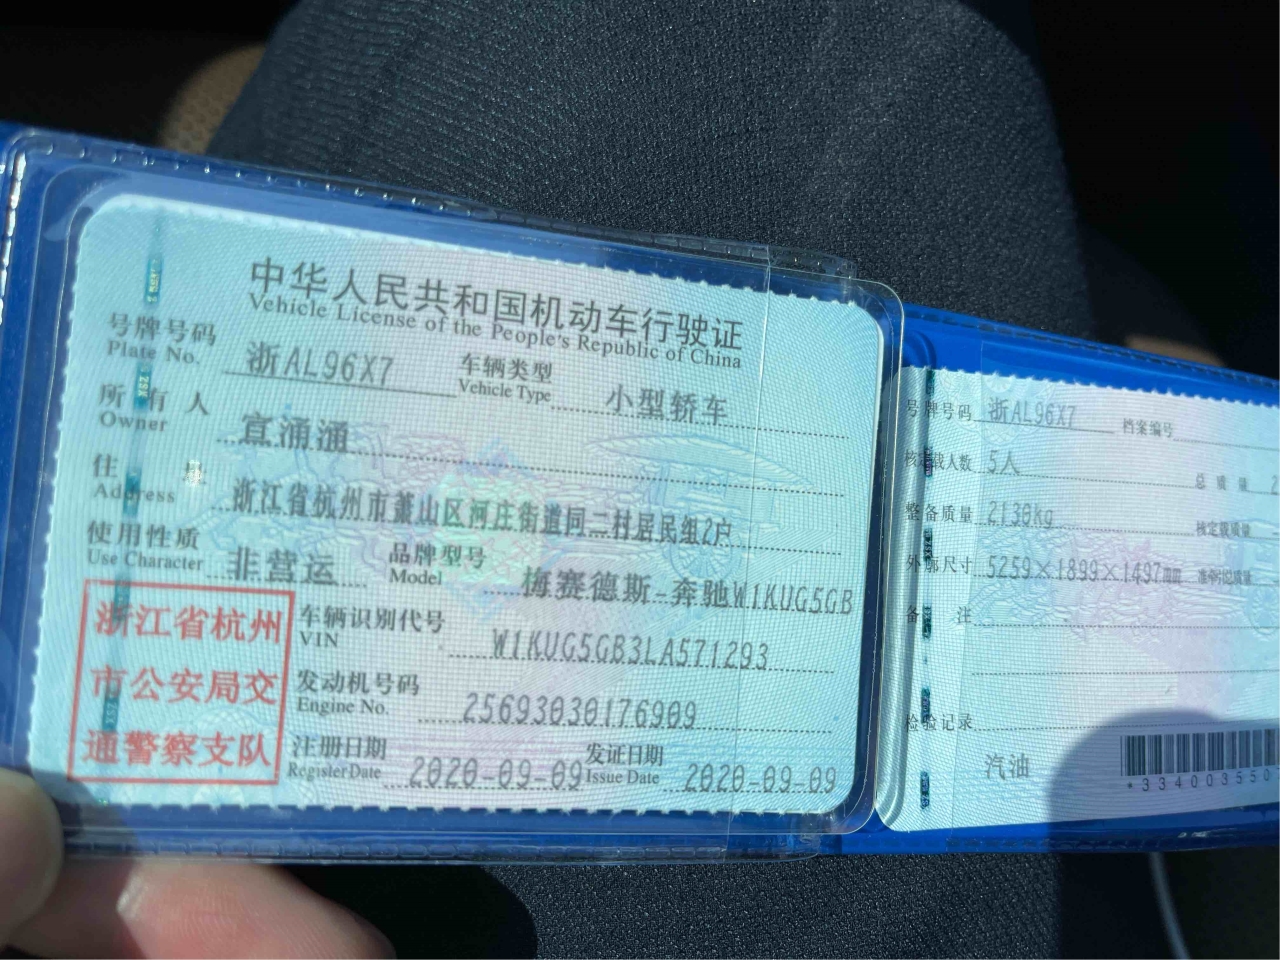 中华人民共和国机动车行驶证
Vehicle License of the People's Republic of China
号牌号码 浙AL96X7 车辆类型 小型轿车
Plate No. Vehicle Type
所有人 宣涌涌
Owner
住 址 浙江省杭州市萧山区河庄街道同二村居民组2户
Address
使用性质 非营运 品牌型号 梅赛德斯-奔驰W1KUG5GB
Use Character Model
浙江省杭州
市公安局交
通警察支队
车辆识别代号 W1KUG5GB3LA571293
VIN
发动机号码 25693030176909
Engine No.
注册日期 2020-09-09 发证日期 2020-09-09
Register Date Issue Date
号牌号码 浙AL96X7 档案编号
核定载人数 5人 总质量 2
整备质量 2130kg 核定载质量
外廓尺寸 5259×1899×1497mm 准牵引总质量
备 注
检验记录
汽油
*33400355 0